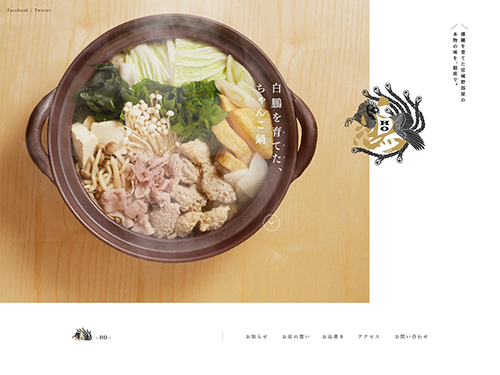 Facebook / Twitter
横綱を育てた宮城野部屋の
本物の味を、銀座で。
白鵬を育てた、
ちゃんこ鍋
HO
- HO -
お知らせ
お店の想い
お品書き
アクセス
お問い合わせ